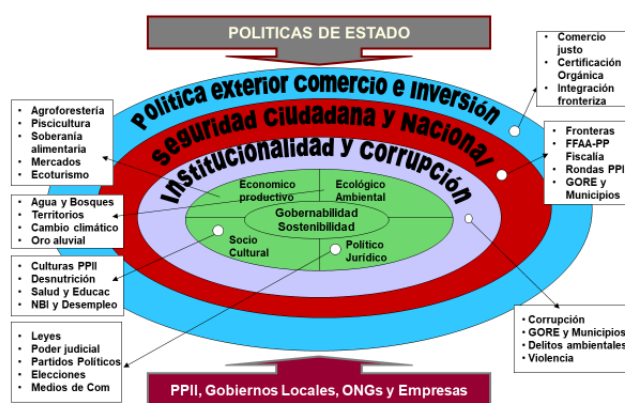 POLITICAS DE ESTADO
• Comercio
justo
• Certificación
Orgánica
• Integración
fronteriza
Política exterior comercio e inversión
Seguridad Ciudadana y Nacional
Institucionalidad y Corrupción
• Agroforestería
• Piscicultura
• Soberanía
alimentaria
• Mercados
• Ecoturismo
• Fronteras
• FFAA-PP
Fiscalía
• Rondas PPI
• GORE y
Municipios
• Agua y Bosques
• Territorios
• Cambio climático
• Oro aluvial
Economico
productivo
Ecológico
Ambiental
Gobernabilidad
Sostenibilidad
Socio
Cultural
Político
Jurídico
• Culturas PPII
• Desnutrición
• Salud y Educac
• NBI y Desempleo
• Leyes
• Poder judicial
• Partidos Políticos
• Elecciones
• Medios de Com
• Corrupción
• GORE y Municipios
• Delitos ambientales
• Violencia
PPII, Gobiernos Locales, ONGs y Empresas